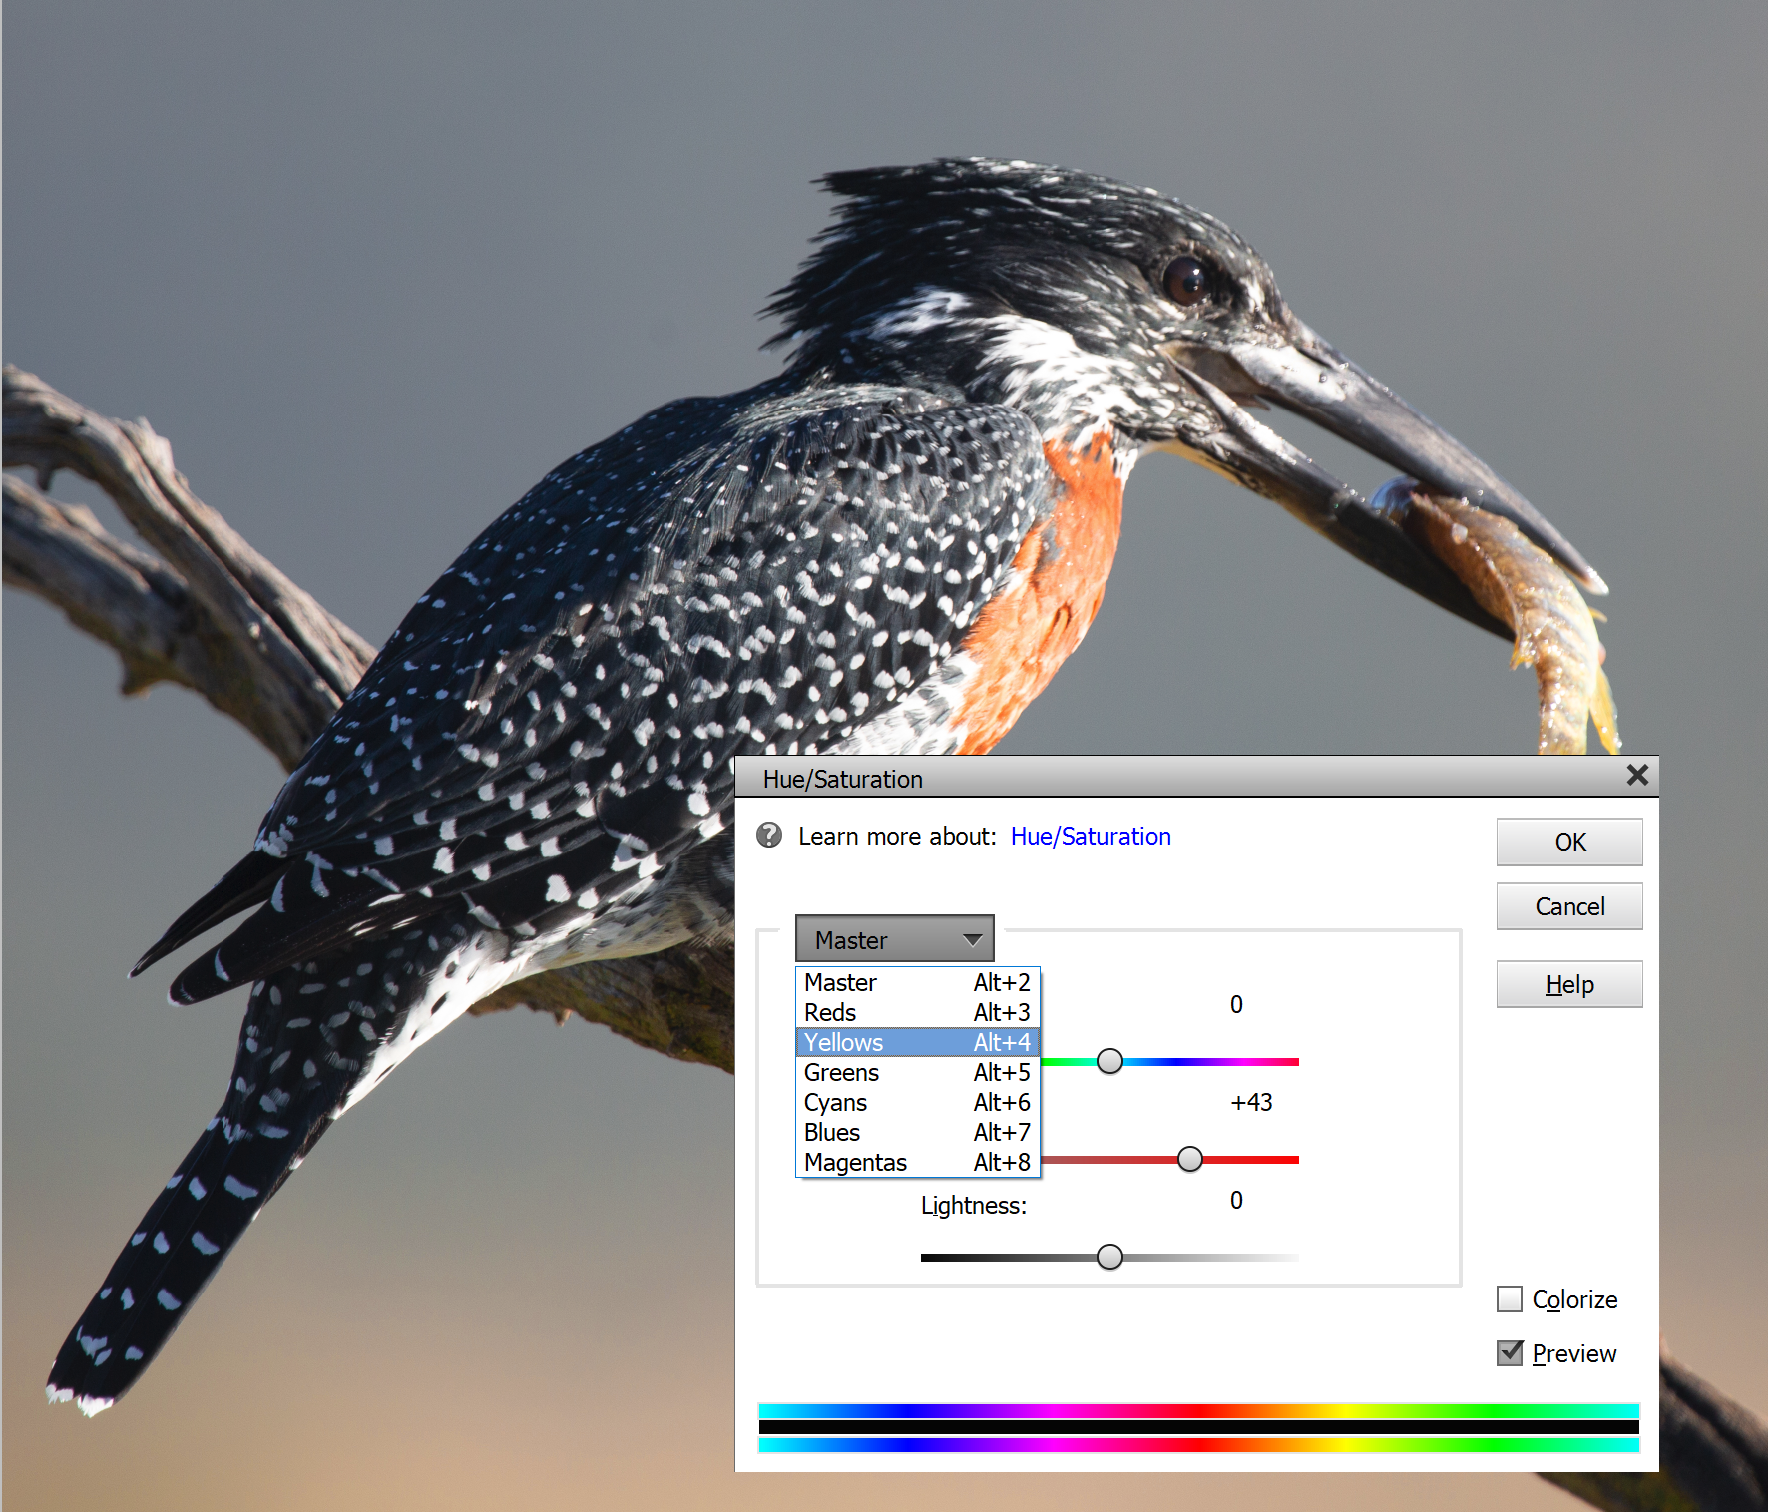 Hue/Saturation
Learn more about: Hue/Saturation
OK
Cancel
Help
Master
Master Alt+2
Reds Alt+3
Yellows Alt+4
Greens Alt+5
Cyans Alt+6
Blues Alt+7
Magentas Alt+8
0
+43
Lightness: 0
Colorize
Preview